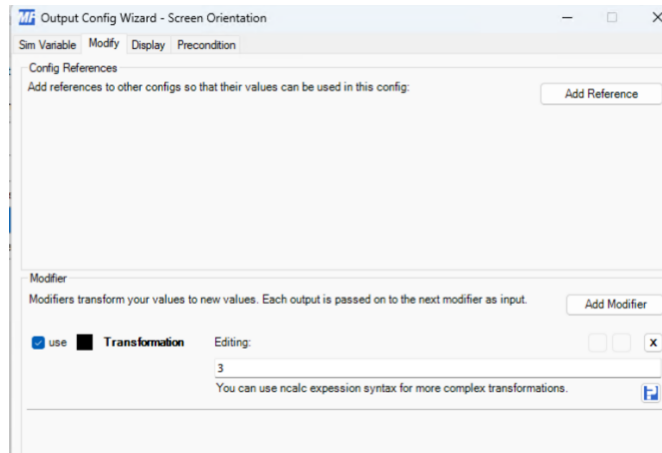 MF Output Config Wizard - Screen Orientation
Sim Variable Modify Display Precondition
Config References
Add references to other configs so that their values can be used in this config:
Add Reference
Modifier
Modifiers transform your values to new values. Each output is passed on to the next modifier as input.
Add Modifier
use Transformation Editing:
X
3
You can use ncalc expession syntax for more complex transformations.